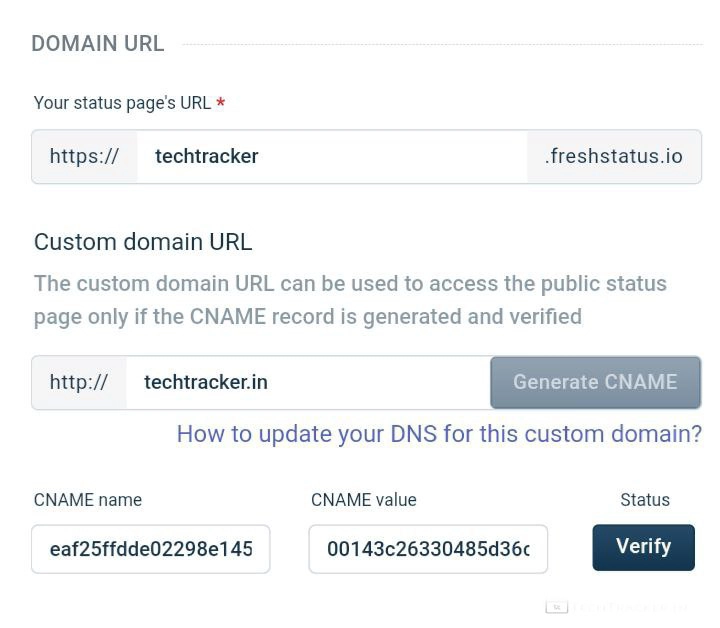 DOMAIN URL
Your status page's URL *
https:// techtracker .freshstatus.io
Custom domain URL
The custom domain URL can be used to access the public status
page only if the CNAME record is generated and verified
http:// techtracker.in Generate CNAME
How to update your DNS for this custom domain?
CNAME name CNAME value Status
eaf25ffdde02298e145 00143c26330485d36c Verify